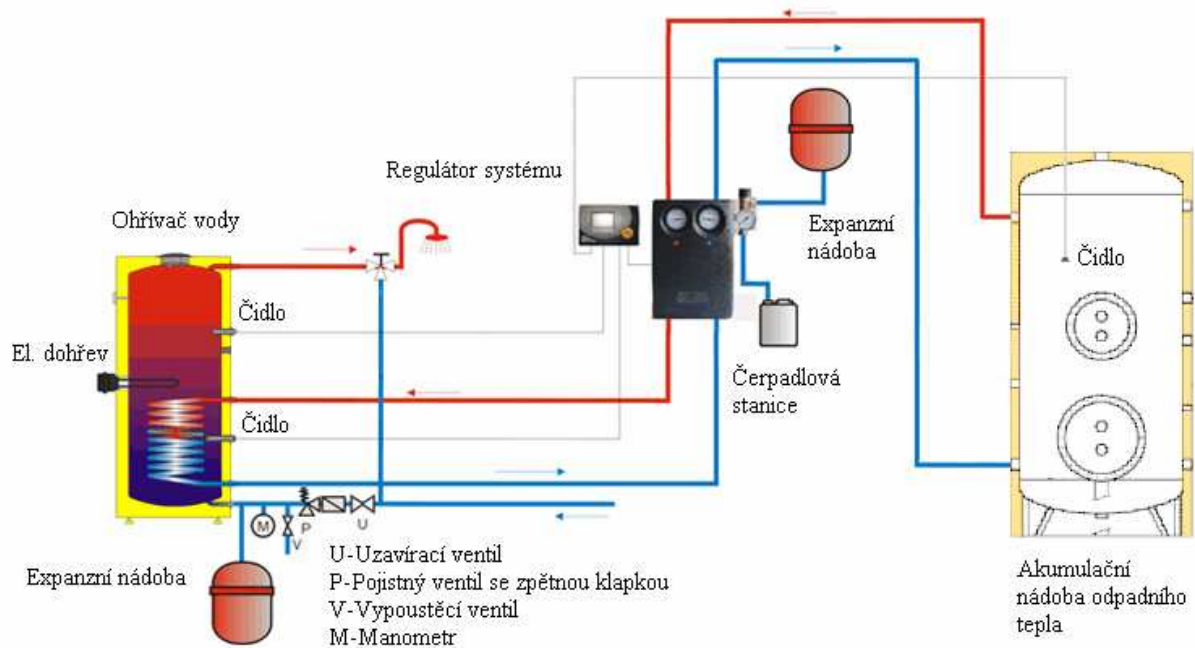 Regulátor systému
Expanzní
nádoba
Ohřívač vody
Čidlo
Čidlo
El. dohřev
Čerpadlová
stanice
Čidlo
M
V
P
U
Expanzní nádoba
U-Uzavírací ventil
P-Pojistný ventil se zpětnou klapkou
V-Vypoustěcí ventil
M-Manometr
Akumulační
nádoba odpadního
tepla